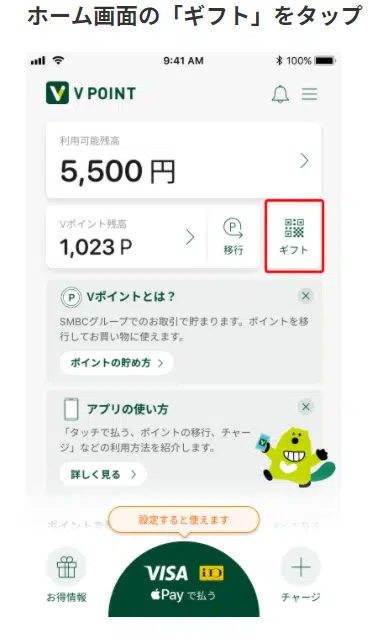 ホーム画面の「ギフト」をタップ
9:41 AM 100%
V POINT
利用可能残高
5,500 円
Vポイント残高
1,023 P
P
移行
ギフト
P Vポイントとは？
SMBCグループでのお取引で貯まります。ポイントを移
行してお買い物に使えます。
ポイントの貯め方
アプリの使い方
「タッチで払う、ポイントの移行、チャー
ジ」などの利用方法を紹介します。
詳しく見る
設定すると使えます
VISA iD
Pay で払う
お得情報
チャージ